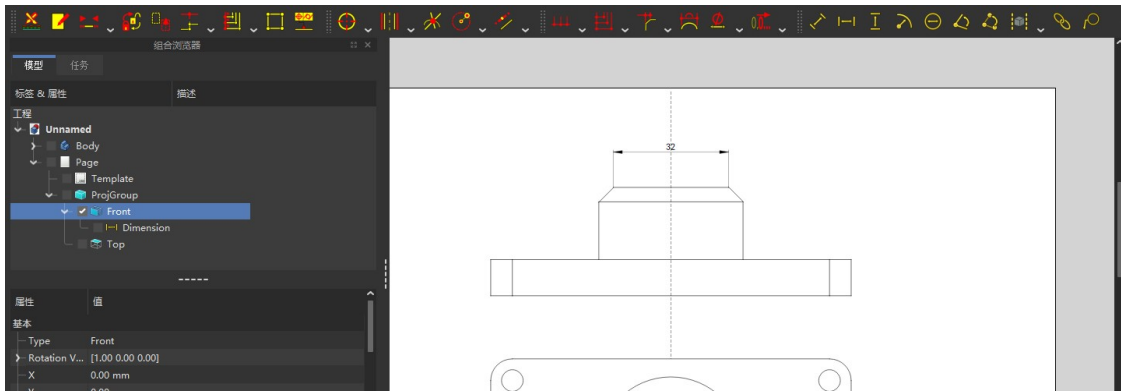 组合浏览器
模型 任务
标签 & 属性 描述
工程
Unnamed
Body
Page
Template
ProjGroup
Front
Dimension
Top
属性 值
基本
Type Front
Rotation V... [1.00 0.00 0.00]
X 0.00 mm
32